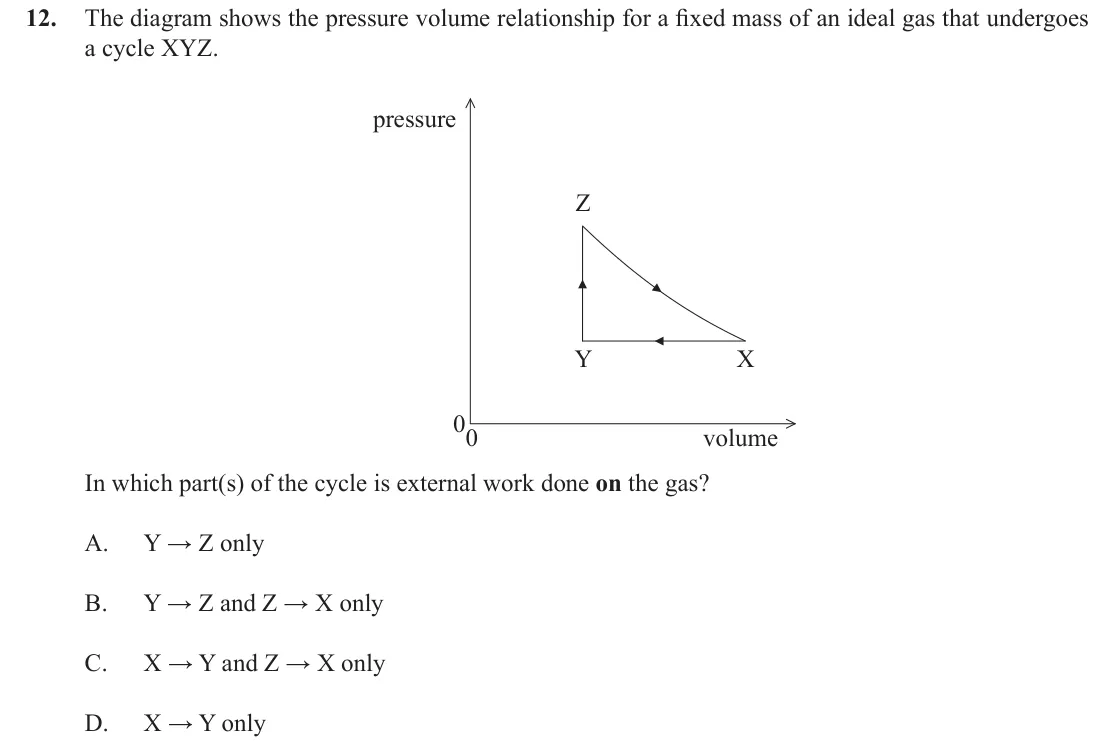 12. The diagram shows the pressure volume relationship for a fixed mass of an ideal gas that undergoes
a cycle XYZ.
pressure
Z
Y
X
0
0
volume
In which part(s) of the cycle is external work done on the gas?
A. Y → Z only
B. Y → Z and Z → X only
C. X → Y and Z → X only
D. X → Y only